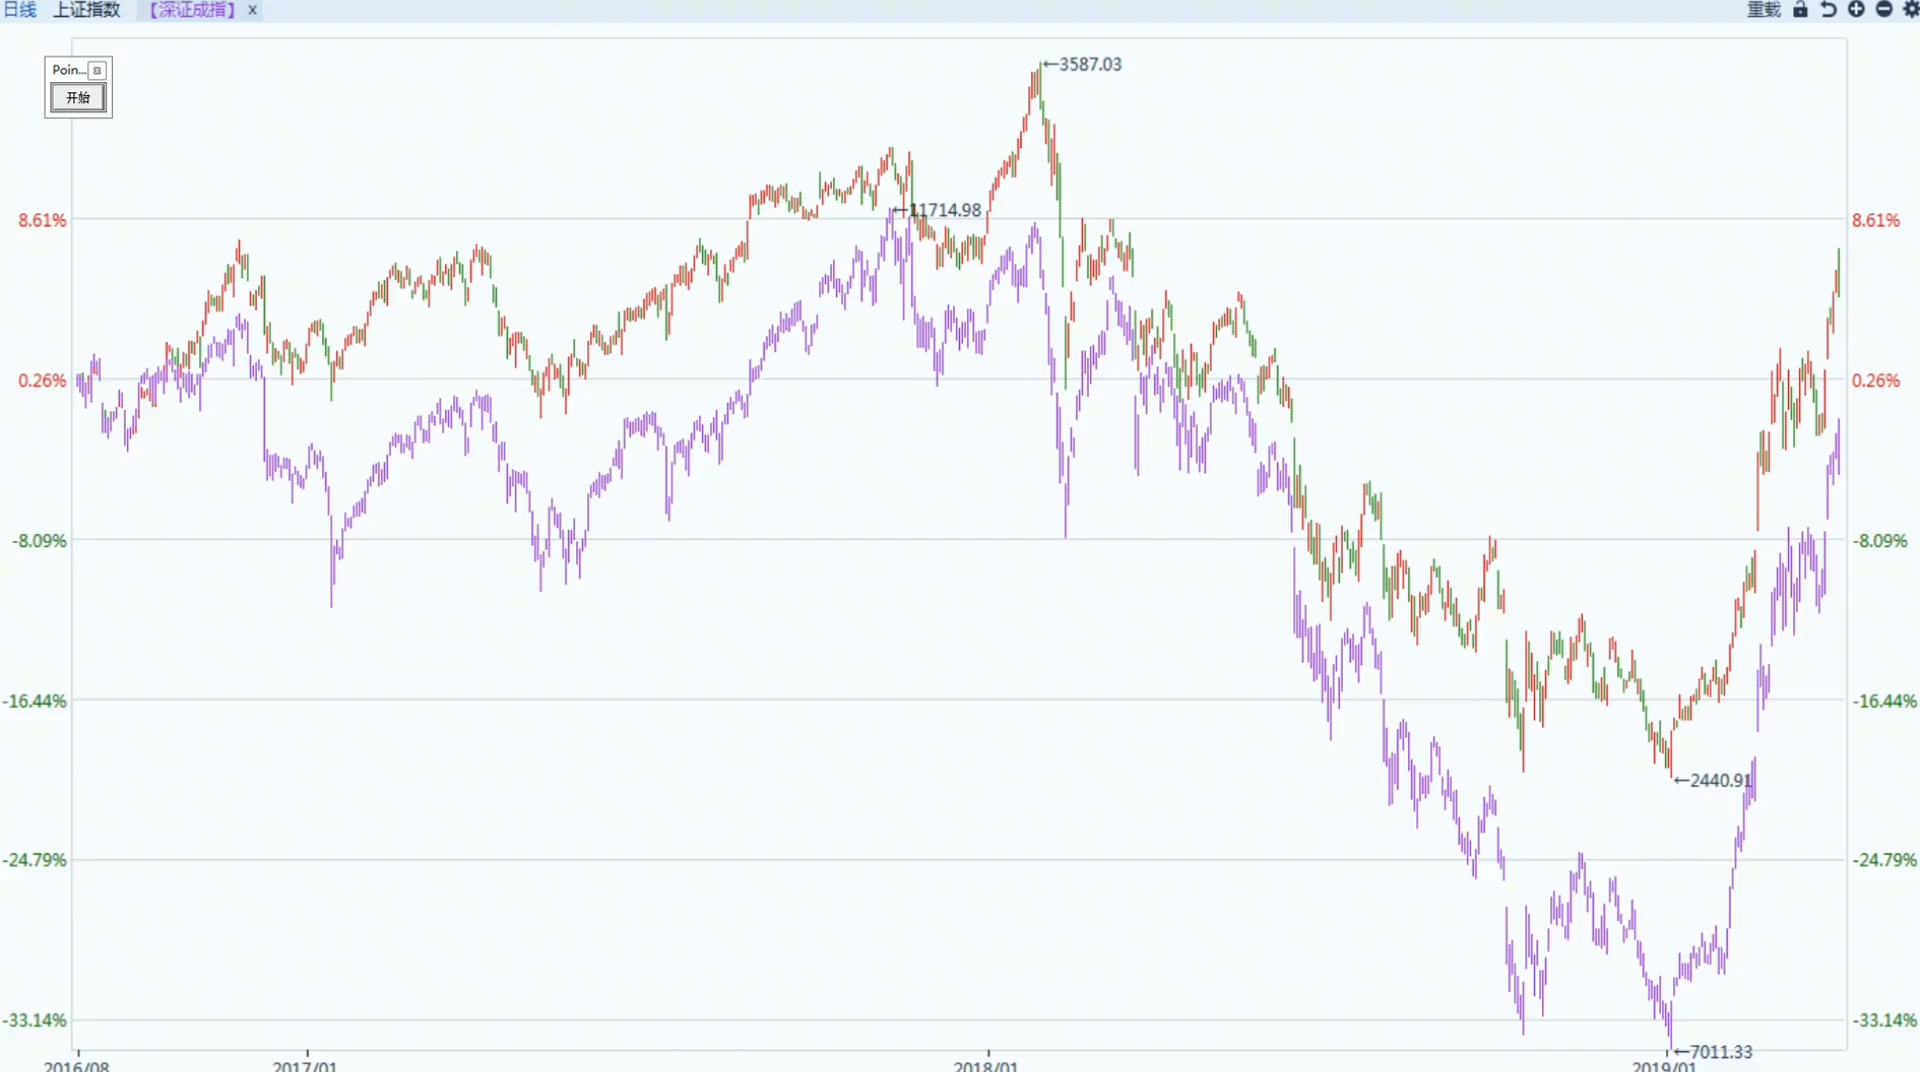 日线 上证指数 【深证成指】 x 重载
Poin...
开始
←3587.03
←11714.98
8.61% 8.61%
0.26% 0.26%
-8.09% -8.09%
-16.44% -16.44%
←2440.91
-24.79% -24.79%
-33.14% -33.14%
←7011.33
2016/08 2017/01 2018/01 2019/01